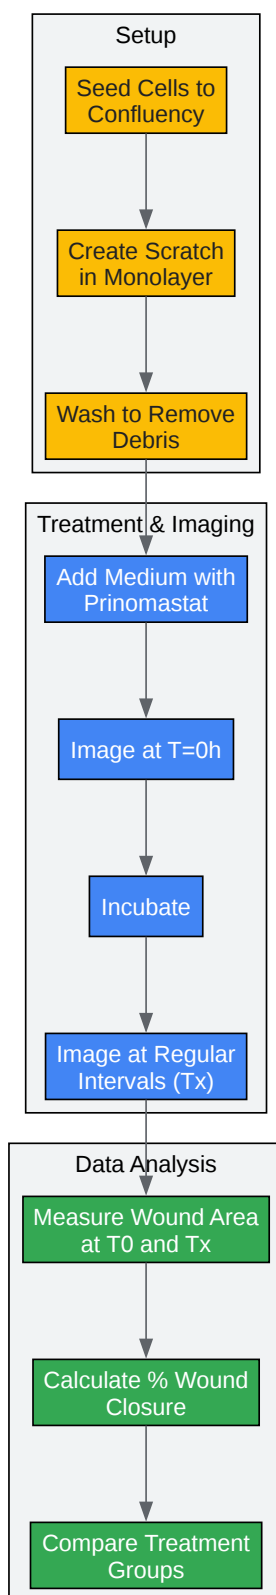 Setup
Seed Cells to
Confluency
Create Scratch
in Monolayer
Wash to Remove
Debris
Treatment & Imaging
Add Medium with
Prinomastat
Image at T=0h
Incubate
Image at Regular
Intervals (Tx)
Data Analysis
Measure Wound Area
at T0 and Tx
Calculate % Wound
Closure
Compare Treatment
Groups